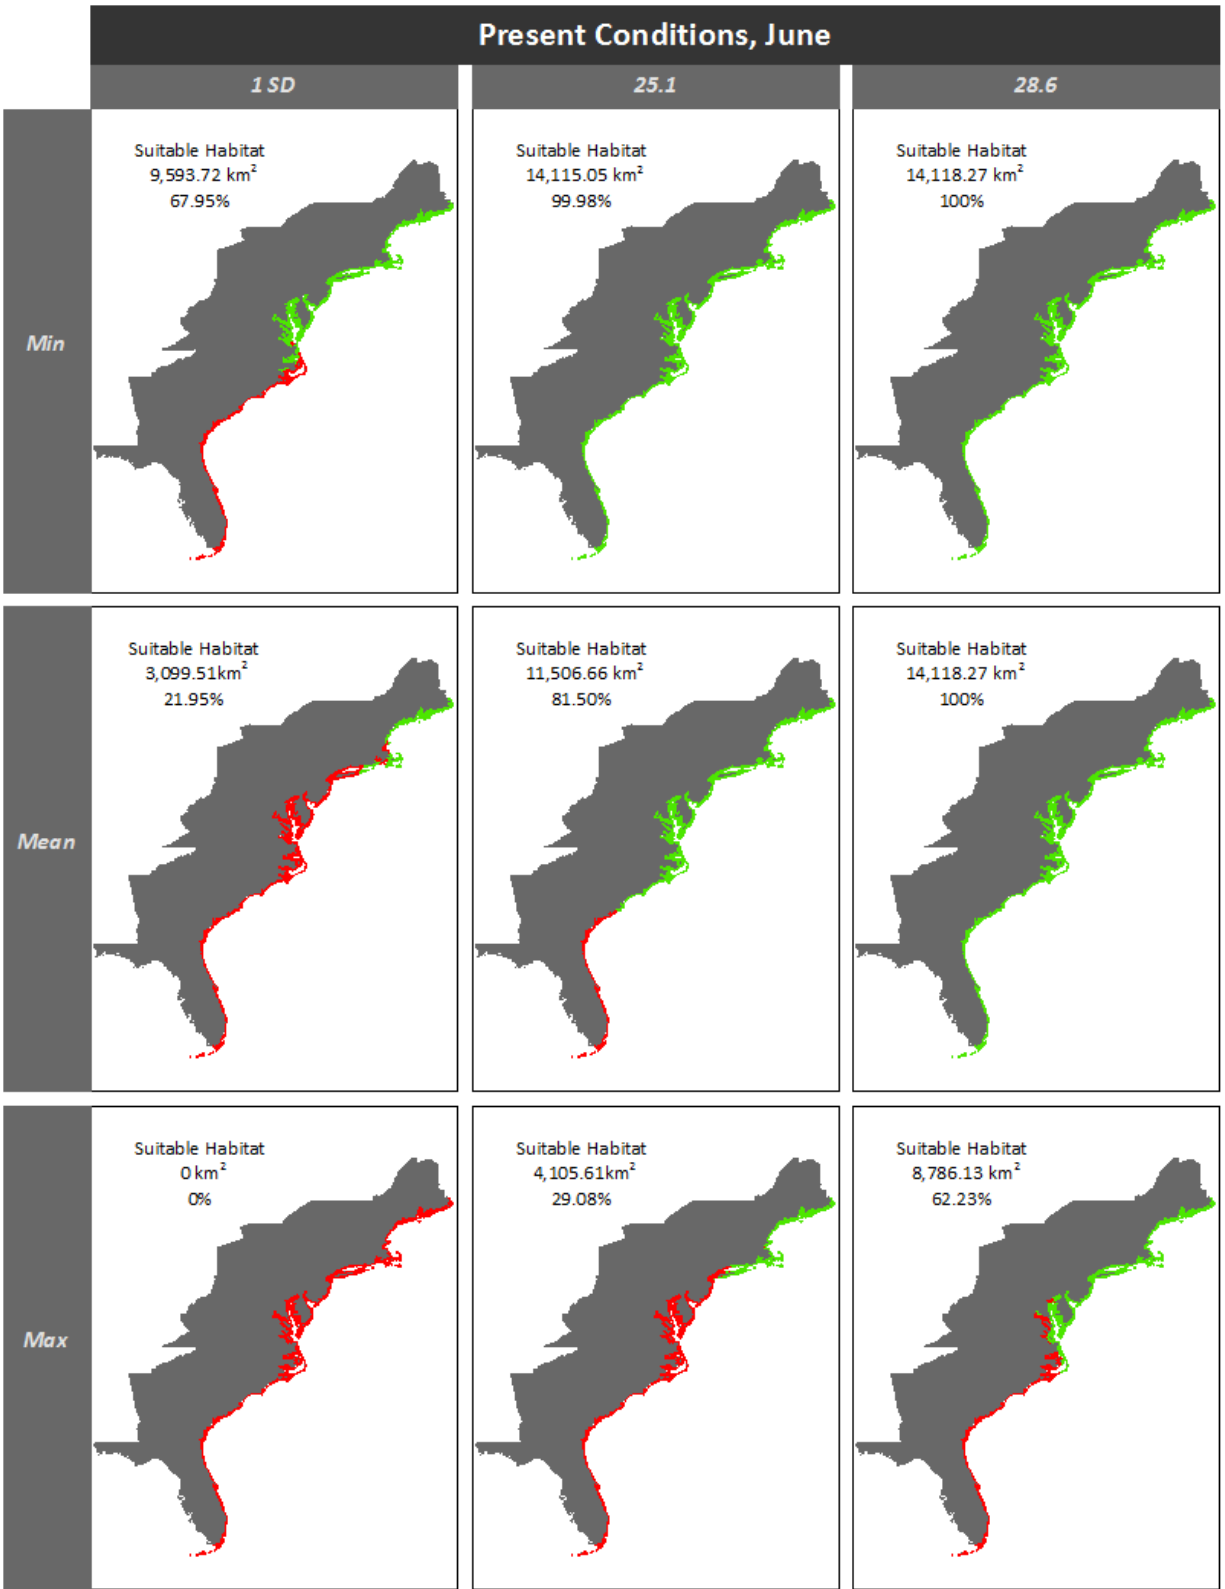 Present Conditions, June
1 SD
25.1
28.6
Min
Suitable Habitat
9,593.72 km²
67.95%
Suitable Habitat
14,115.05 km²
99.98%
Suitable Habitat
14,118.27 km²
100%
Mean
Suitable Habitat
3,099.51km²
21.95%
Suitable Habitat
11,506.66 km²
81.50%
Suitable Habitat
14,118.27 km²
100%
Max
Suitable Habitat
0 km²
0%
Suitable Habitat
4,105.61km²
29.08%
Suitable Habitat
8,786.13 km²
62.23%